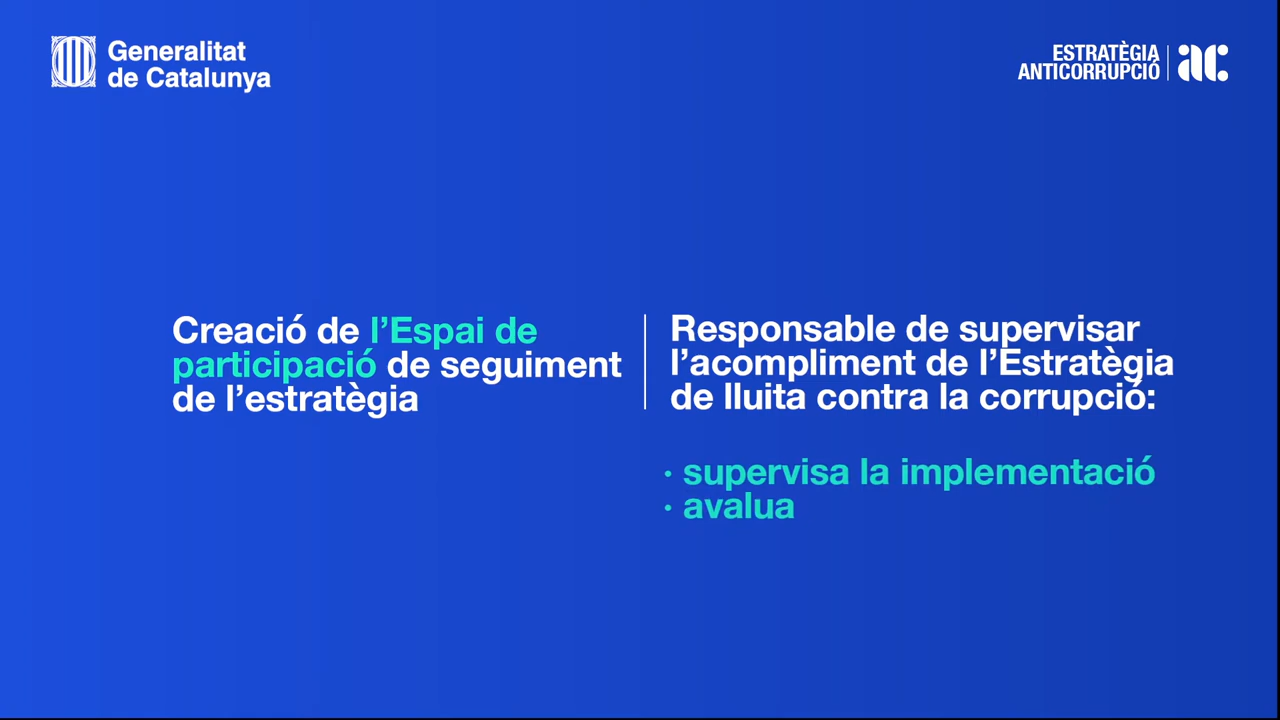 Generalitat
de Catalunya
ESTRATÈGIA
ANTICORRUPCIÓ
ac
Creació de l’Espai de
participació de seguiment
de l’estratègia
Responsable de supervisar
l’acompliment de l’Estratègia
de lluita contra la corrupció:
· supervisa la implementació
· avalua